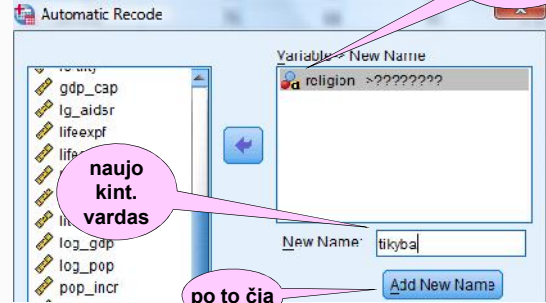 Automatic Recode
Variable -> New Name
gdp_cap
lg_aidsr
lifeexpf
religion >????????
naujo
kint.
vardas
log_gdp
log_pop
pop_incr
New Name:
tikyba
Add New Name
po to čia